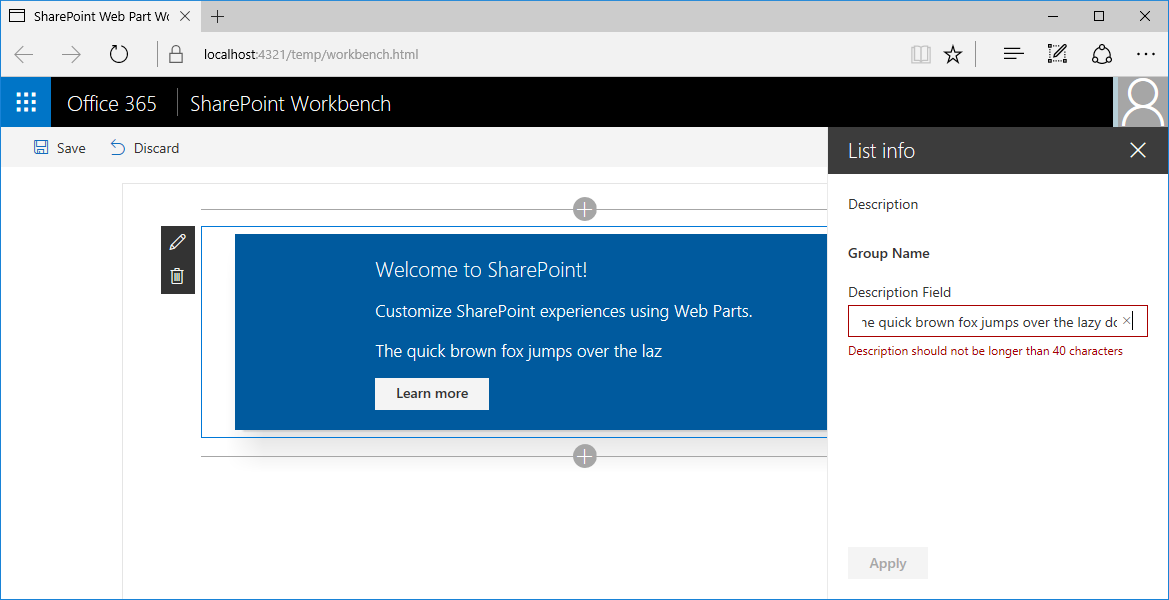 SharePoint Web Part Wo
localhost:4321/temp/workbench.html
Office 365 SharePoint Workbench
Save Discard
List info
Description
Group Name
Description Field
he quick brown fox jumps over the lazy do
Description should not be longer than 40 characters
Apply
Welcome to SharePoint!
Customize SharePoint experiences using Web Parts.
The quick brown fox jumps over the laz
Learn more